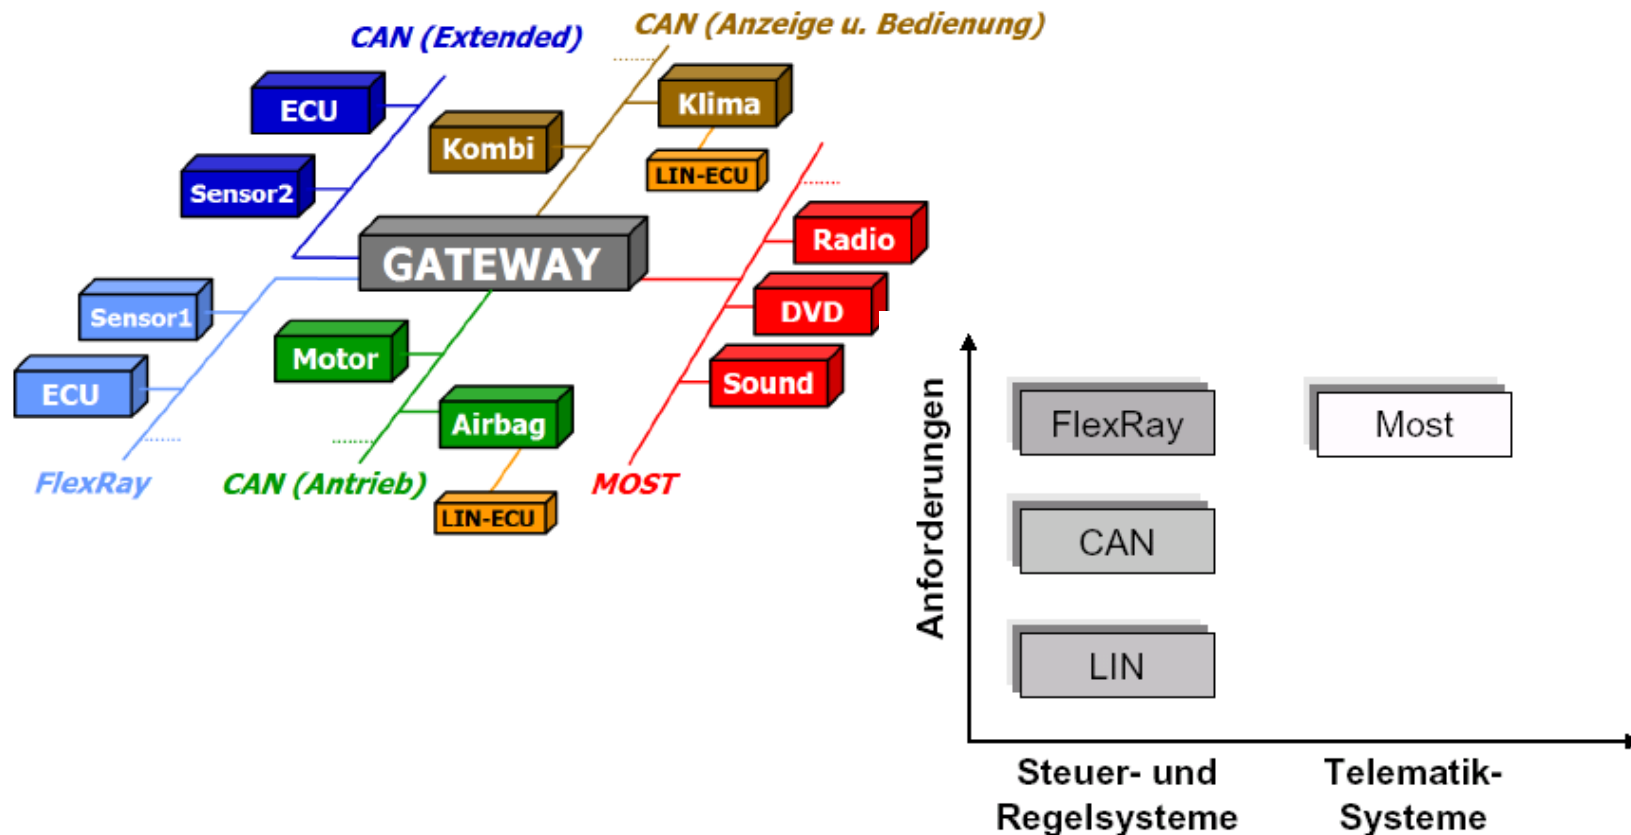 CAN (Extended)
CAN (Anzeige u. Bedienung)
ECU
Kombi
Klima
Sensor2
LIN-ECU
GATEWAY
Radio
Sensor1
DVD
ECU
Motor
Sound
Airbag
FlexRay
CAN (Antrieb)
MOST
LIN-ECU
Anforderungen
FlexRay
Most
CAN
LIN
Steuer- und
Regelsysteme
Telematik-
Systeme